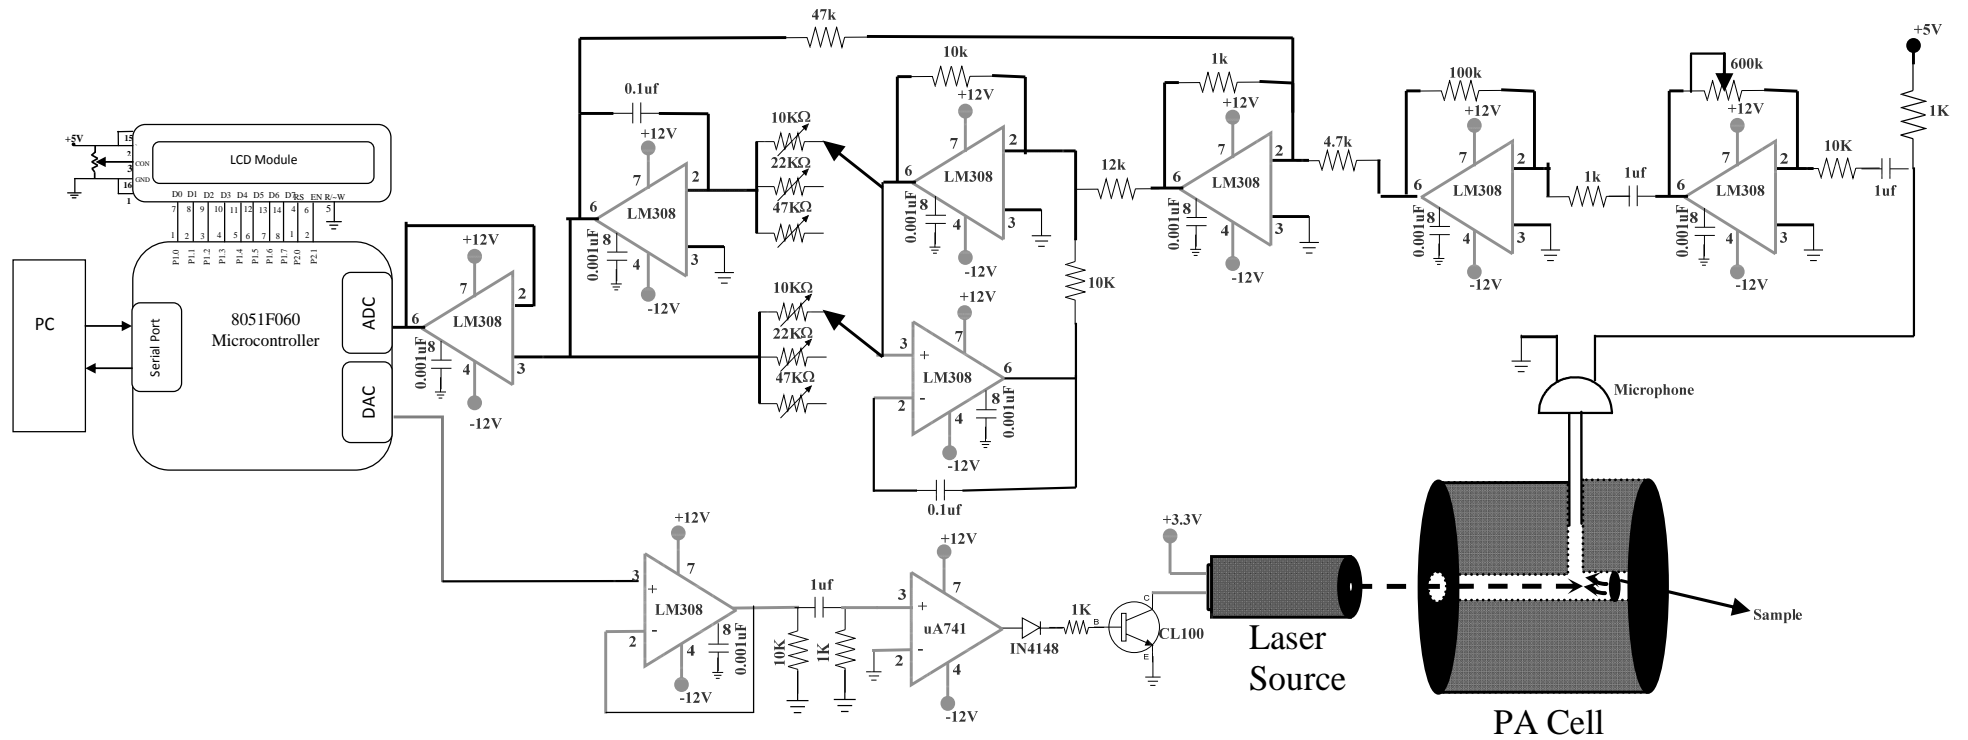 47k
+5V
10k
1k
600k
100k
0.1uf
+12V
+12V
+12V
+12V
+12V
1K
10KΩ
22KΩ
47KΩ
4.7k
12k
1k
1uf
10K
1uf
+5V
15
2
CON
3
GND
16
1
LCD Module
D0 D1 D2 D3 D4 D5 D6 D7 RS EN R/~W
7 8 9 10 11 12 13 14 4 6 5
1 2 3 4 5 6 7 8 1 2
P1.0 P1.1 P1.2 P1.3 P1.4 P1.5 P1.6 P1.7 P2.0 P2.1
7 2 6 LM308 8 4 3 0.001uF -12V
7 2 6 LM308 8 4 3 0.001uF -12V
7 2 6 LM308 8 4 3 0.001uF -12V
7 2 6 LM308 8 4 3 0.001uF -12V
7 2 6 LM308 8 4 3 0.001uF -12V
+12V
7 2 6 LM308 8 4 3 0.001uF -12V
PC
Serial Port
8051F060
Microcontroller
ADC
DAC
10KΩ
22KΩ
47KΩ
10K
+12V
7
3 +
LM308
6
2 -
8
4
0.001uF
-12V
0.1uf
Microphone
+12V
7
3 +
LM308
2 -
8
4
0.001uF
-12V
1uf
10K
1K
+12V
7
3 +
uA741
2 -
4
-12V
IN4148
1K
B
C
E
CL100
+3.3V
Laser
Source
Sample
PA Cell